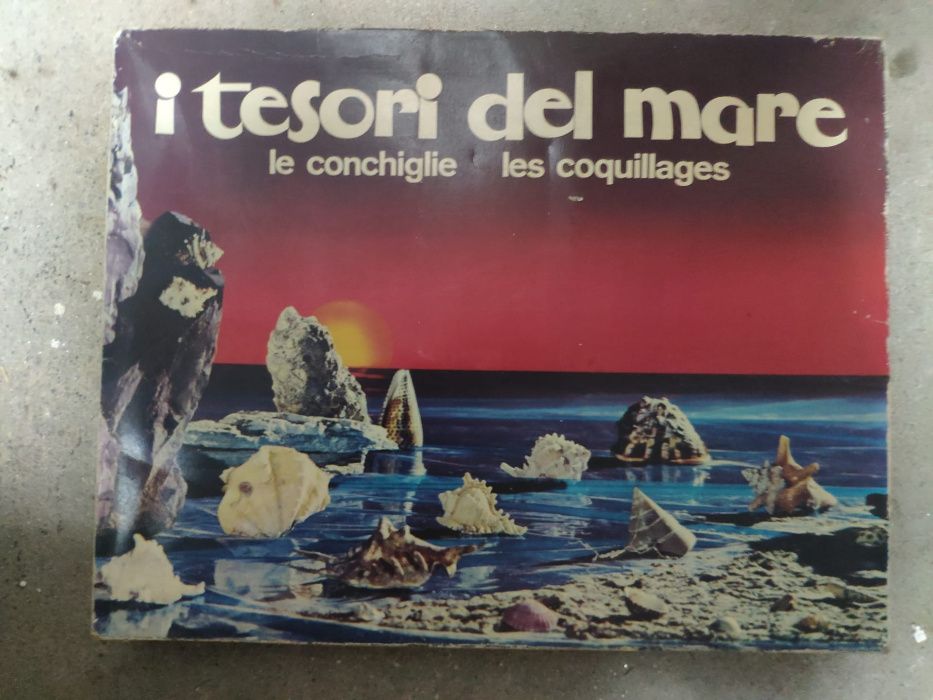 i tesori del mare
le conchiglie les coquillages